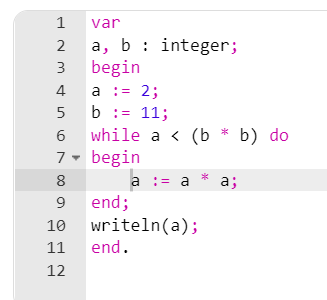 1 var
2 a, b : integer;
3 begin
4 a := 2;
5 b := 11;
6 while a < (b * b) do
7 begin
8     a := a * a;
9 end;
10 writeln(a);
11 end.
12